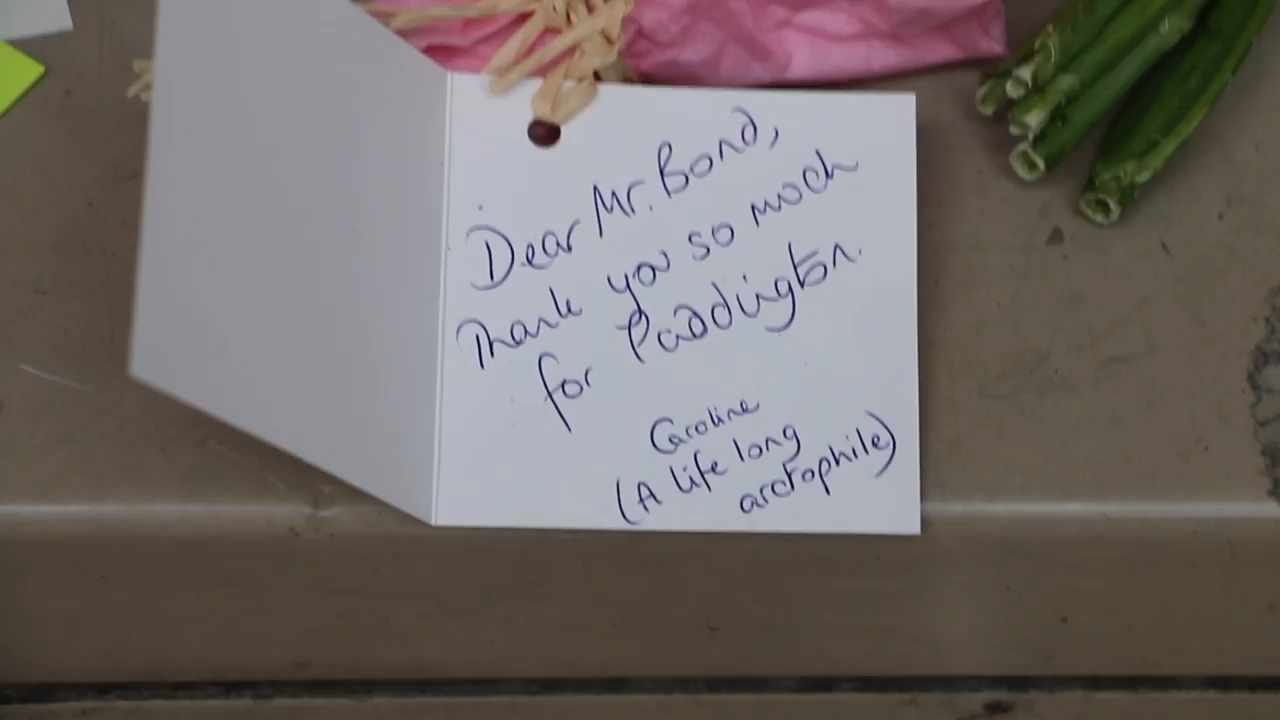 Dear Mr. Bond,
Thank you so much
for Paddington.
Caroline
(A life long
arctophile)